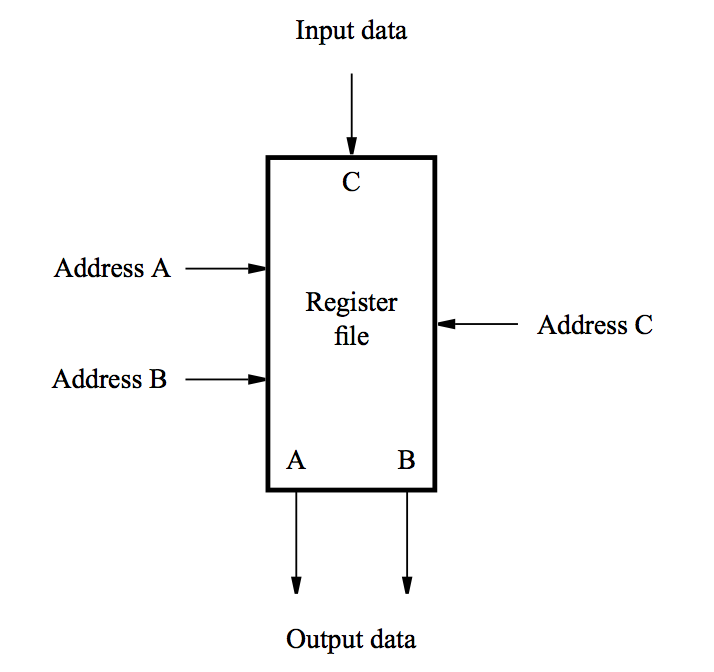 Input data
C
Address A
Register
file
Address C
Address B
A
B
Output data